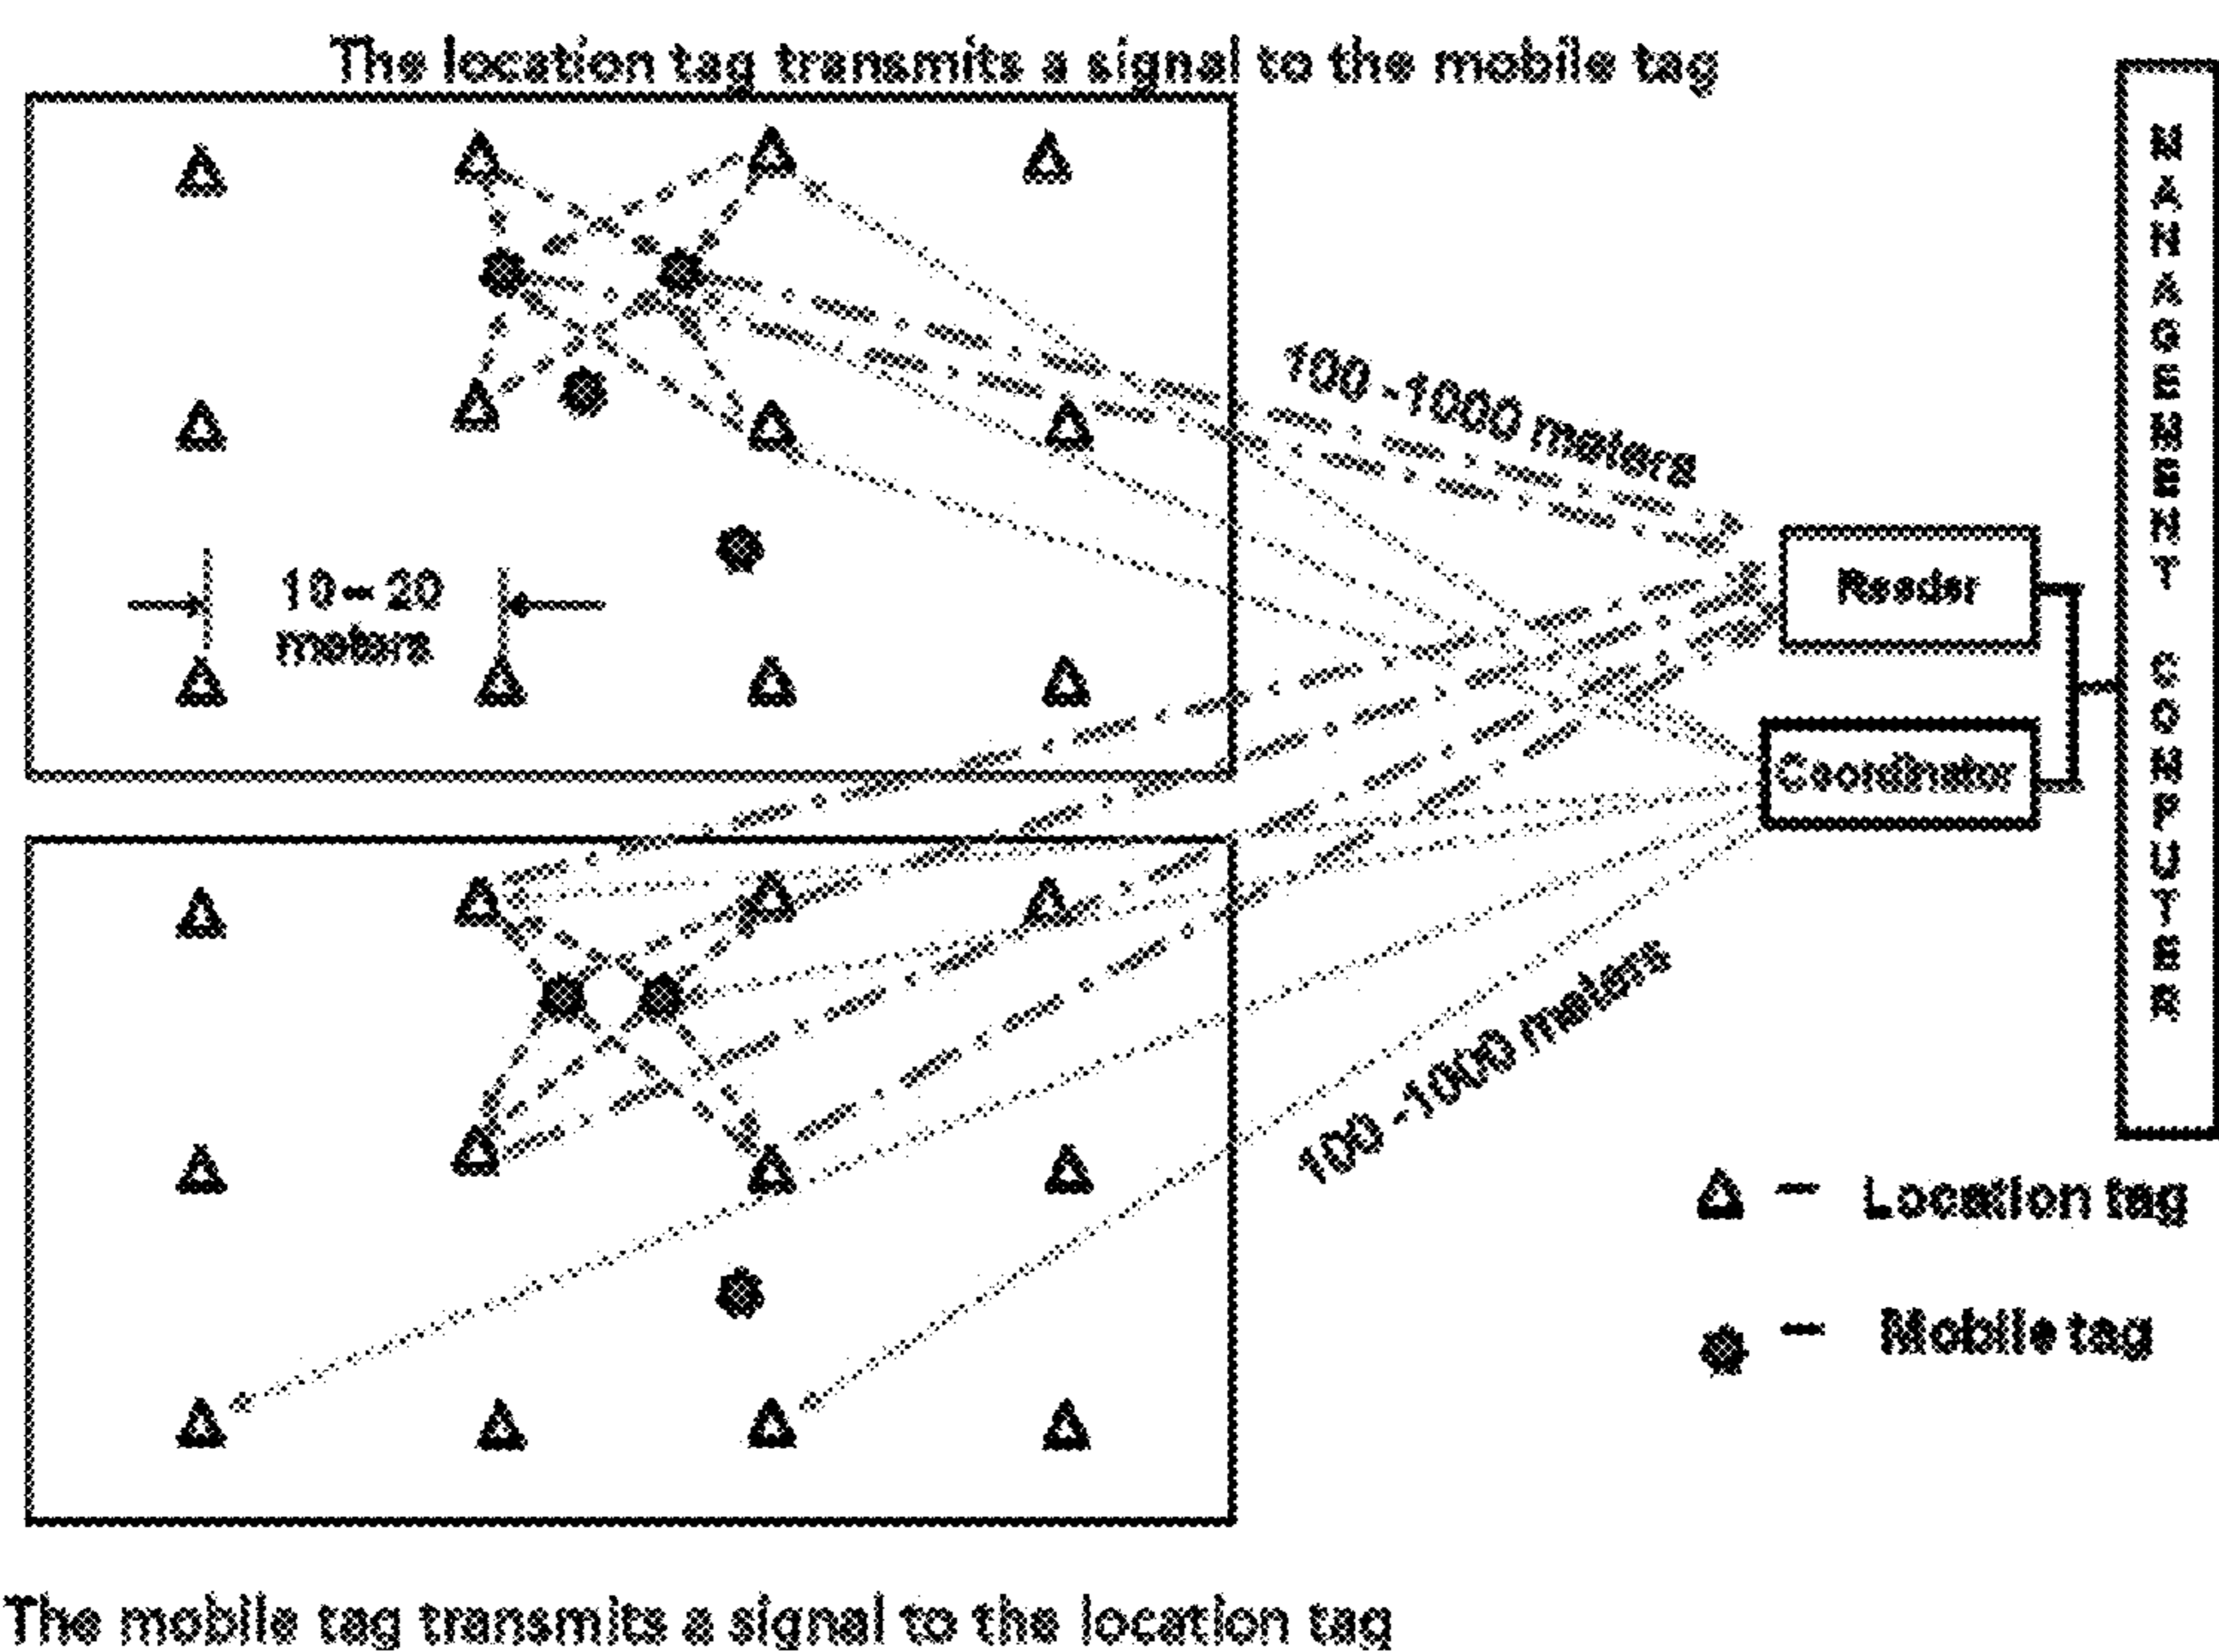 The location tag transmits a signal to the mobile tag
100 -1000 meters
10 – 20
meters
Reader
Coordinator
MANAGEMENT COMPUTER
100 -1000 meters
– Location tag
– Mobile tag
The mobile tag transmits a signal to the location tag